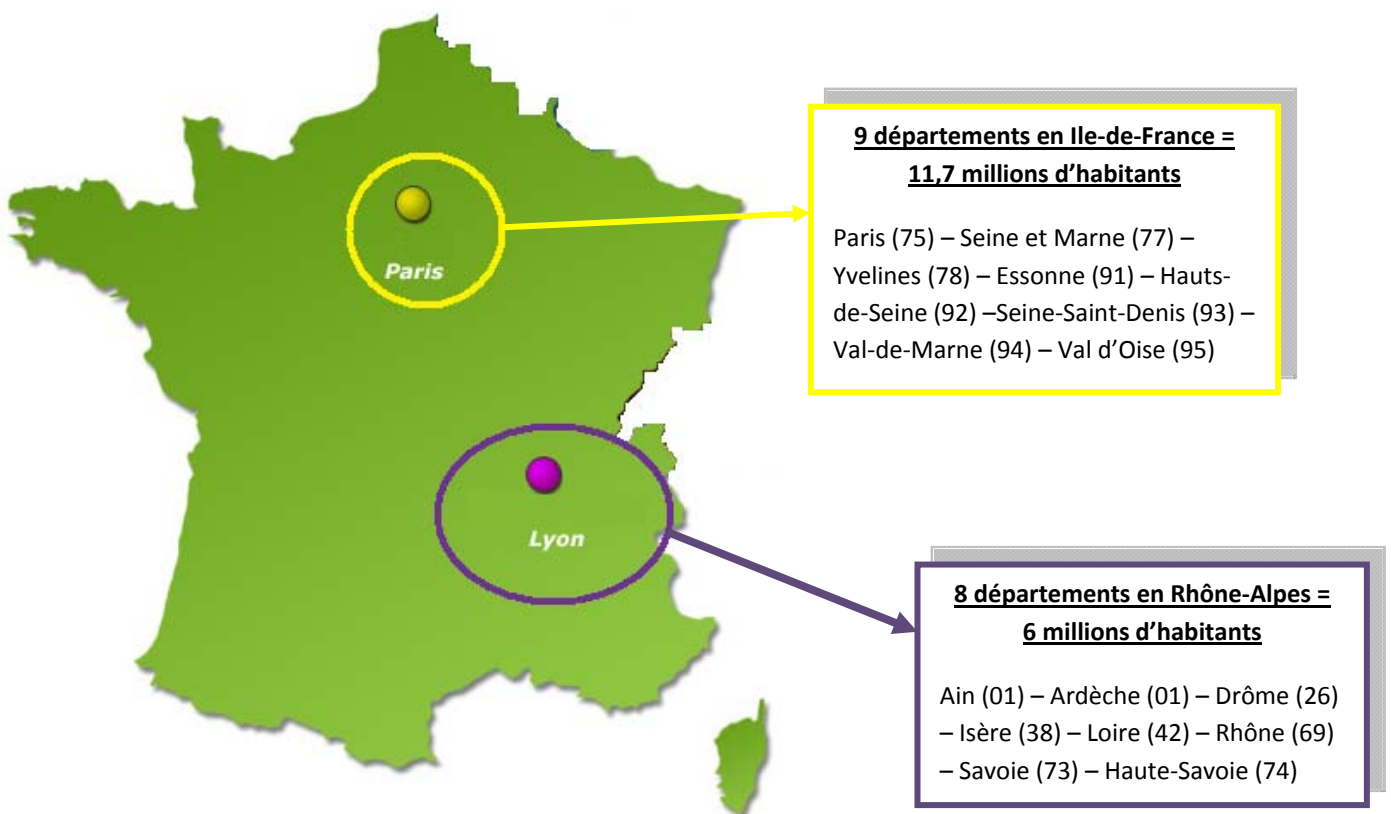 Paris
Lyon
9 départements en Ile-de-France =
11,7 millions d’habitants
Paris (75) – Seine et Marne (77) –
Yvelines (78) – Essonne (91) – Hauts-
de-Seine (92) –Seine-Saint-Denis (93) –
Val-de-Marne (94) – Val d’Oise (95)
8 départements en Rhône-Alpes =
6 millions d’habitants
Ain (01) – Ardèche (01) – Drôme (26)
– Isère (38) – Loire (42) – Rhône (69)
– Savoie (73) – Haute-Savoie (74)